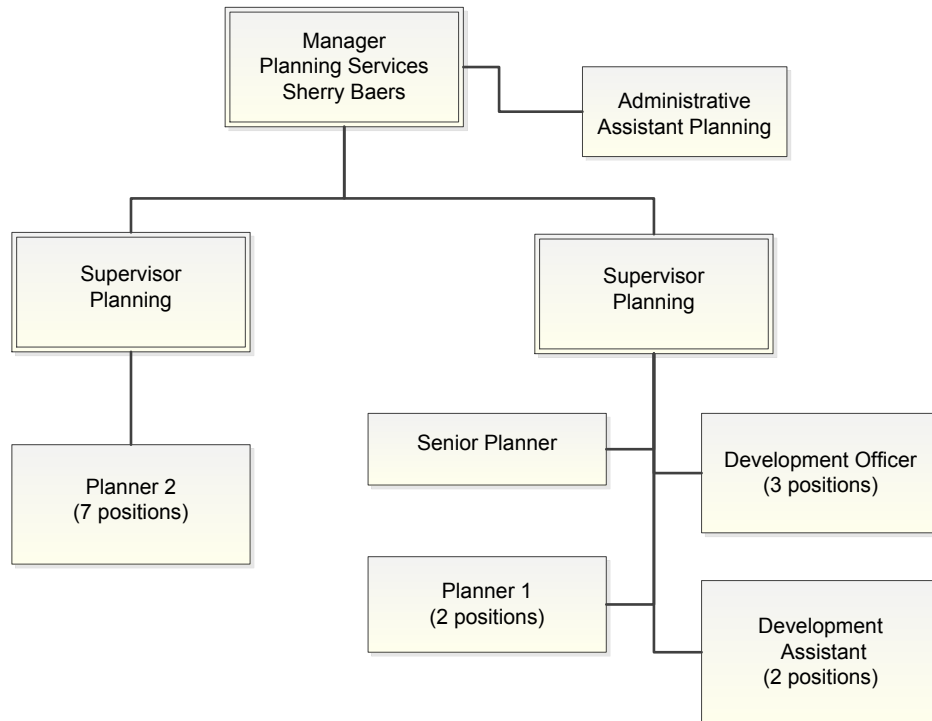 Manager
Planning Services
Sherry Baers
Administrative
Assistant Planning
Supervisor
Planning
Supervisor
Planning
Senior Planner
Development Officer
(3 positions)
Planner 2
(7 positions)
Planner 1
(2 positions)
Development
Assistant
(2 positions)